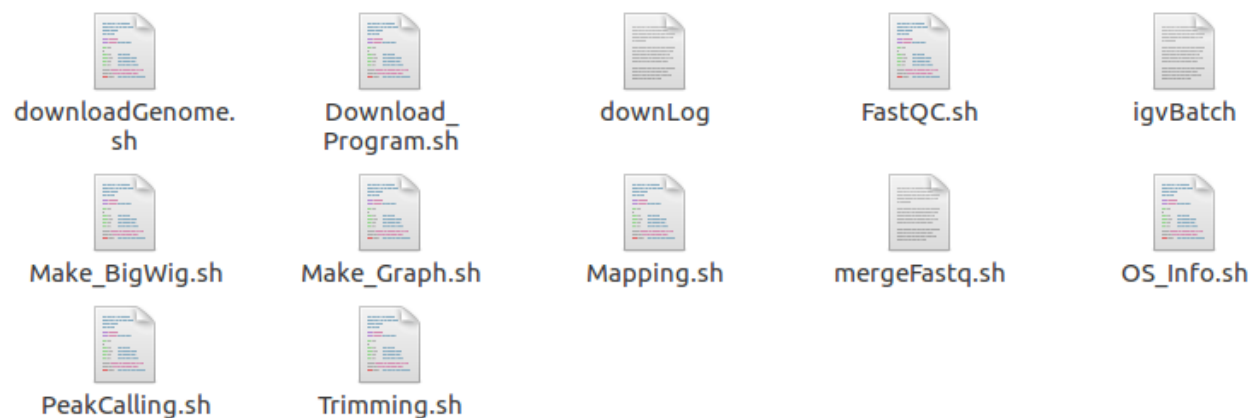 downloadGenome.
sh
Download_
Program.sh
downLog
FastQC.sh
igvBatch
Make_BigWig.sh
Make_Graph.sh
Mapping.sh
mergeFastq.sh
OS_Info.sh
PeakCalling.sh
Trimming.sh